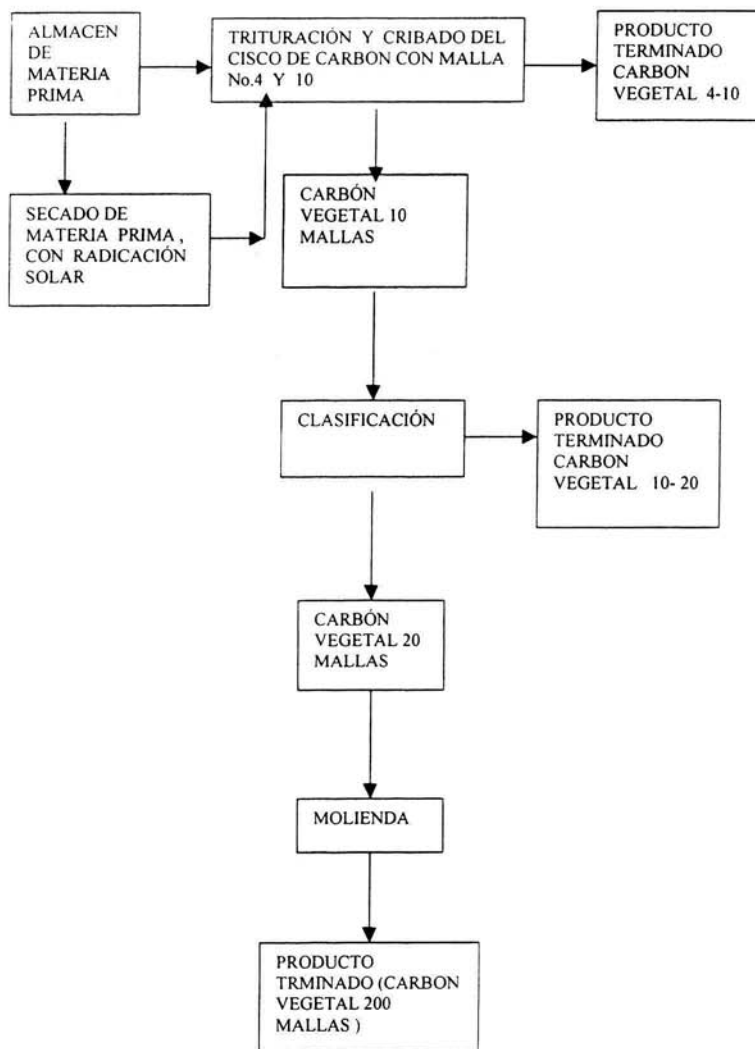 ALMACEN
DE
MATERIA
PRIMA
TRITURACIÓN Y CRIBADO DEL
CISCO DE CARBON CON MALLA
No.4 Y 10
PRODUCTO
TERMINADO
CARBON
VEGETAL 4-10
SECADO DE
MATERIA PRIMA ,
CON RADICACIÓN
SOLAR
CARBÓN
VEGETAL 10
MALLAS
CLASIFICACIÓN
PRODUCTO
TERMINADO
CARBON
VEGETAL 10- 20
CARBÓN
VEGETAL 20
MALLAS
MOLIENDA
PRODUCTO
TRMINADO (CARBON
VEGETAL 200
MALLAS )